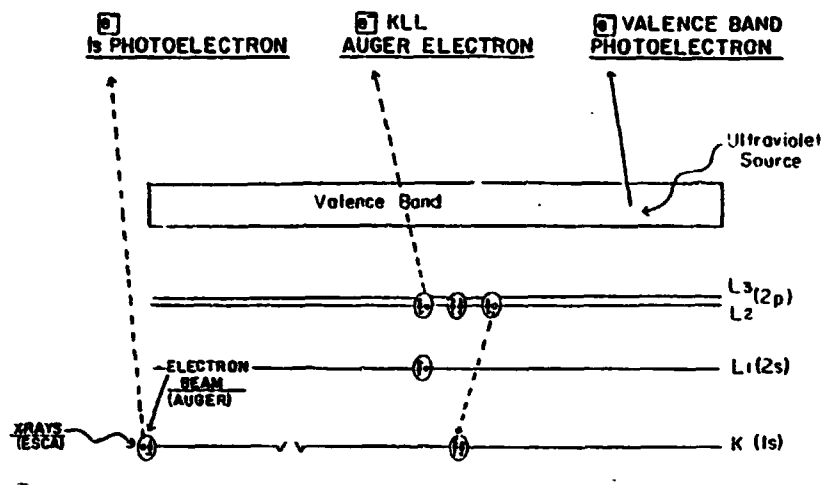 e⁻ 1s PHOTOELECTRON
e⁻ KLL AUGER ELECTRON
e⁻ VALENCE BAND PHOTOELECTRON
Ultraviolet
Source
Valence Band
L3
(2p)
L2
ELECTRON
BEAM
(AUGER)
L1 (2s)
XRAYS
(ESCA)
K (1s)